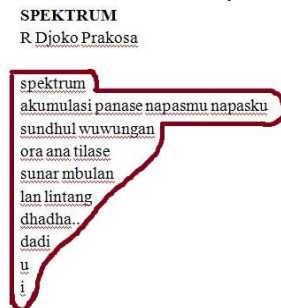 SPEKTRUM
R Djoko Prakosa
spektrum
akumulasi panase napasmu napasku
sundhul wuwungan
ora ana tilase
sunar mbulan
lan lintang
dhadha..
dadi
u
i